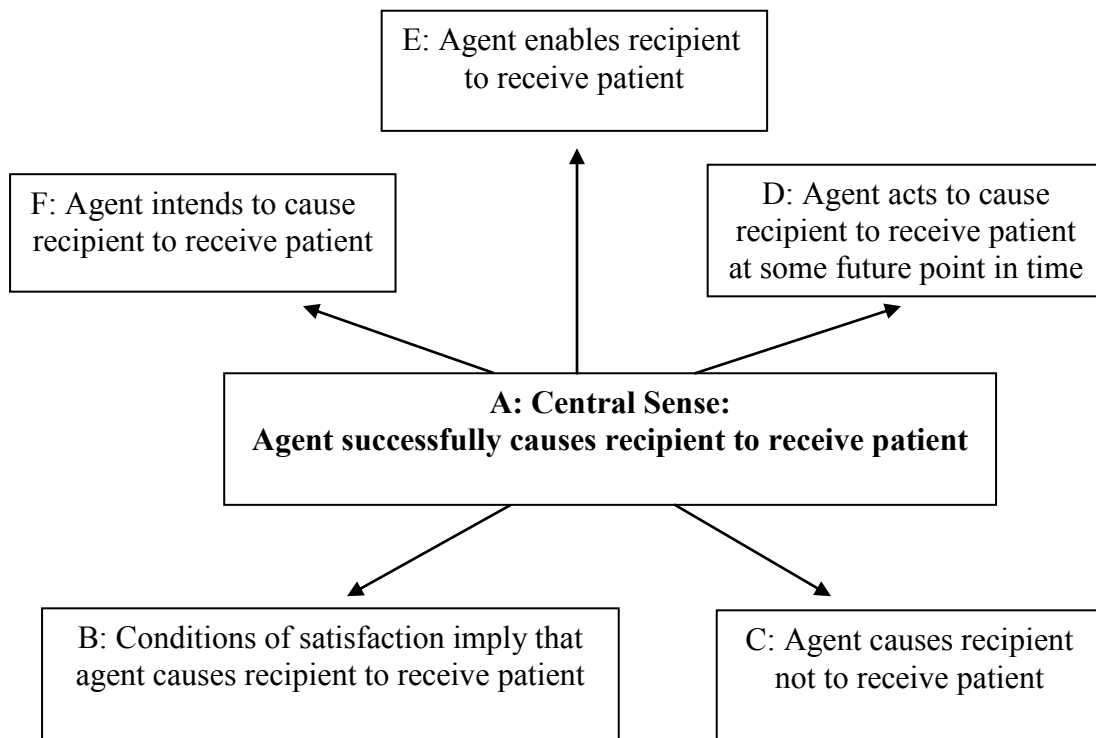 E: Agent enables recipient
to receive patient
F: Agent intends to cause
recipient to receive patient
D: Agent acts to cause
recipient to receive patient
at some future point in time
A: Central Sense:
Agent successfully causes recipient to receive patient
B: Conditions of satisfaction imply that
agent causes recipient to receive patient
C: Agent causes recipient
not to receive patient